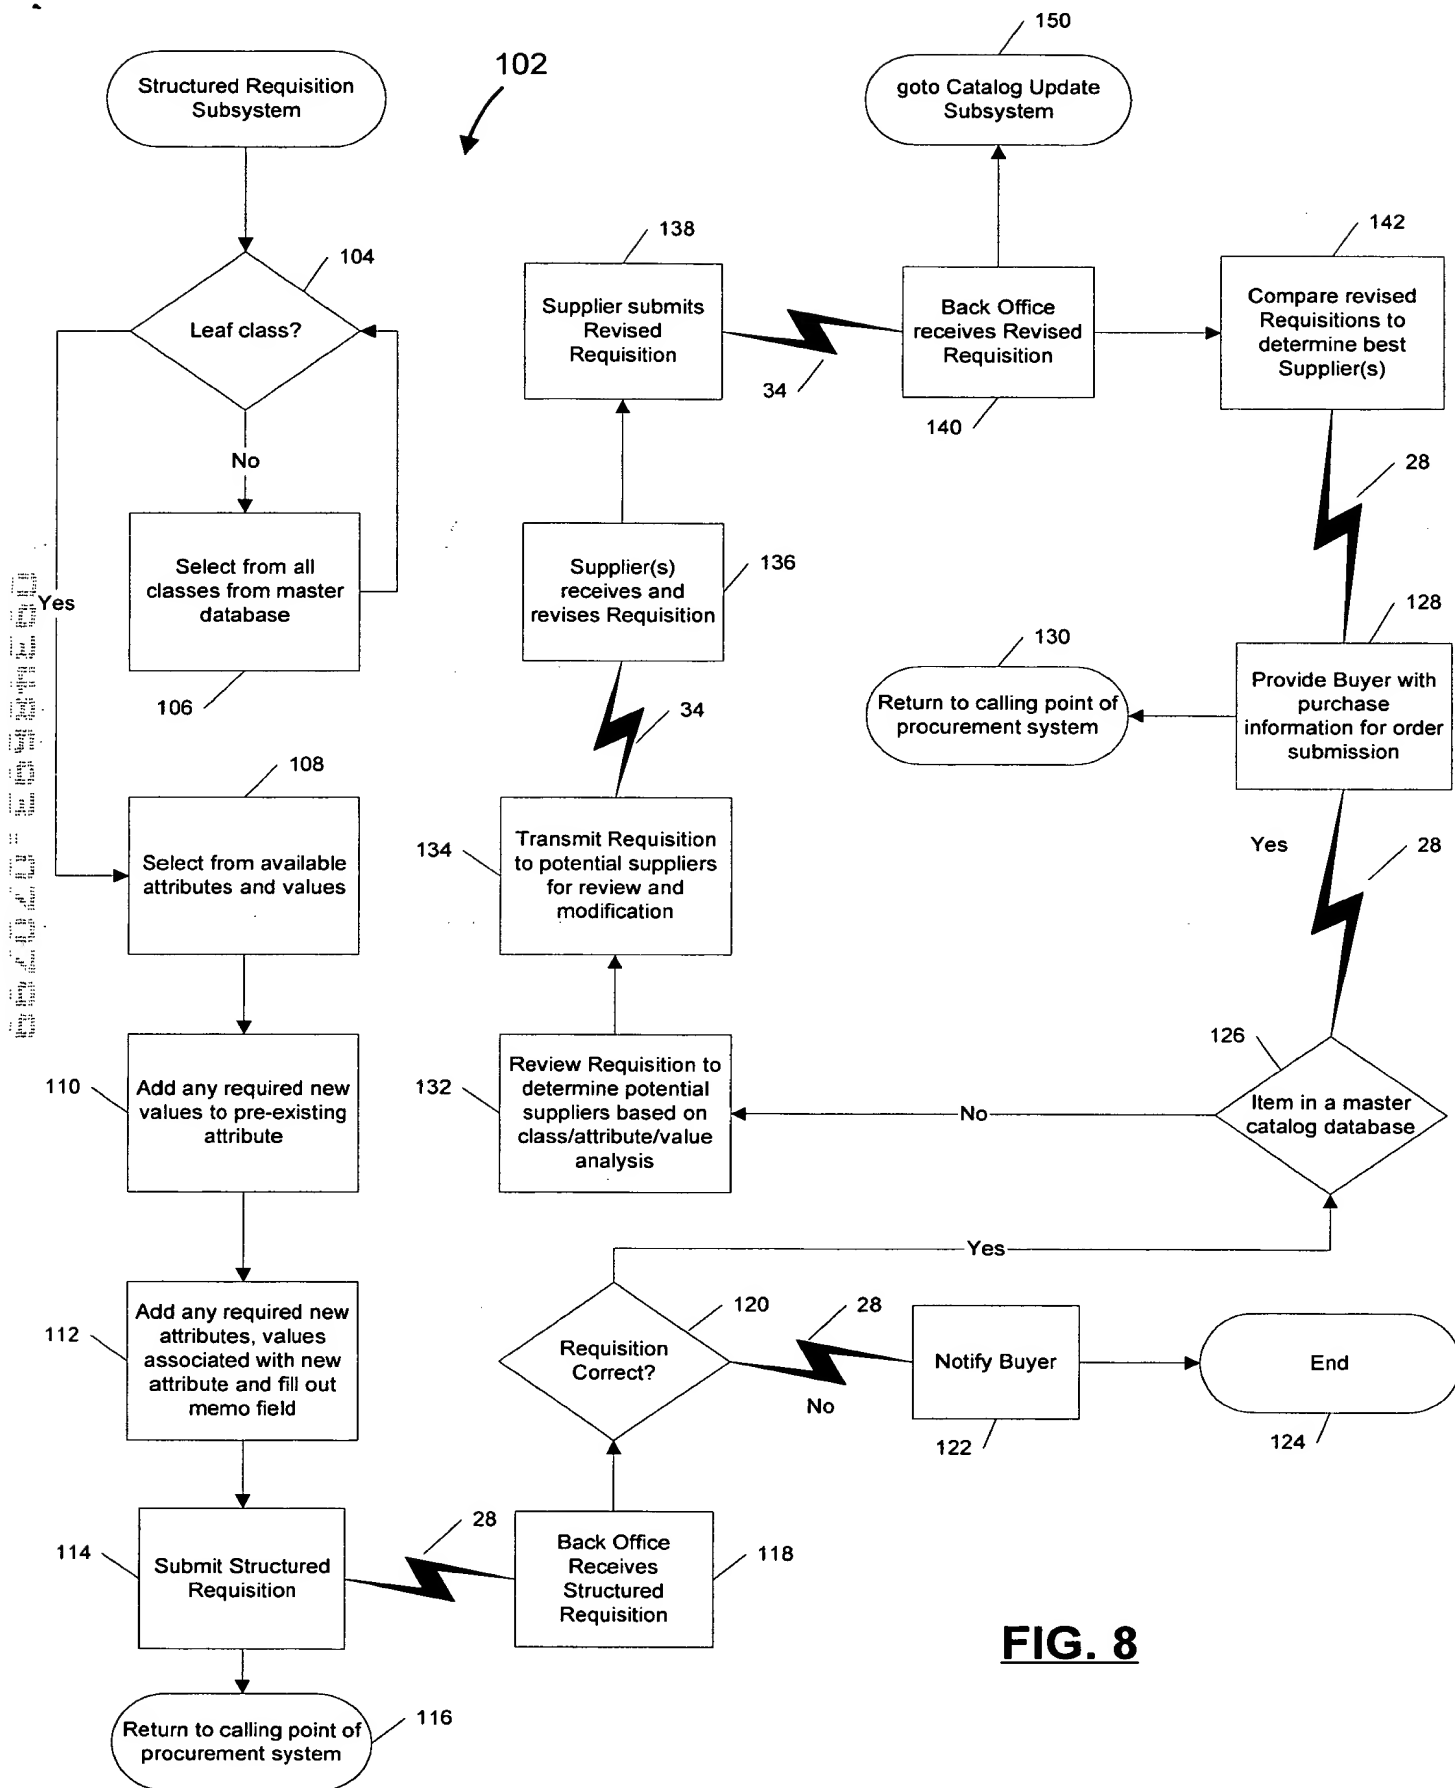 150
Structured Requisition
Subsystem
102
goto Catalog Update
Subsystem
104
Leaf class?
No
Select from all
classes from master
database
Yes
106
108
Select from available
attributes and values
110
Add any required new
values to pre-existing
attribute
112
Add any required new
attributes, values
associated with new
attribute and fill out
memo field
114
Submit Structured
Requisition
28
116
Return to calling point of
procurement system
118
Back Office
Receives
Structured
Requisition
120
Requisition
Correct?
Yes
28
No
122
Notify Buyer
End
124
126
Item in a master
catalog database
No
Yes
28
132
Review Requisition to
determine potential
suppliers based on
class/attribute/value
analysis
134
Transmit Requisition
to potential suppliers
for review and
modification
34
136
Supplier(s)
receives and
revises Requisition
138
Supplier submits
Revised
Requisition
34
Back Office
receives Revised
Requisition
140
142
Compare revised
Requisitions to
determine best
Supplier(s)
28
128
Provide Buyer with
purchase
information for order
submission
130
Return to calling point of
procurement system
FIG. 8